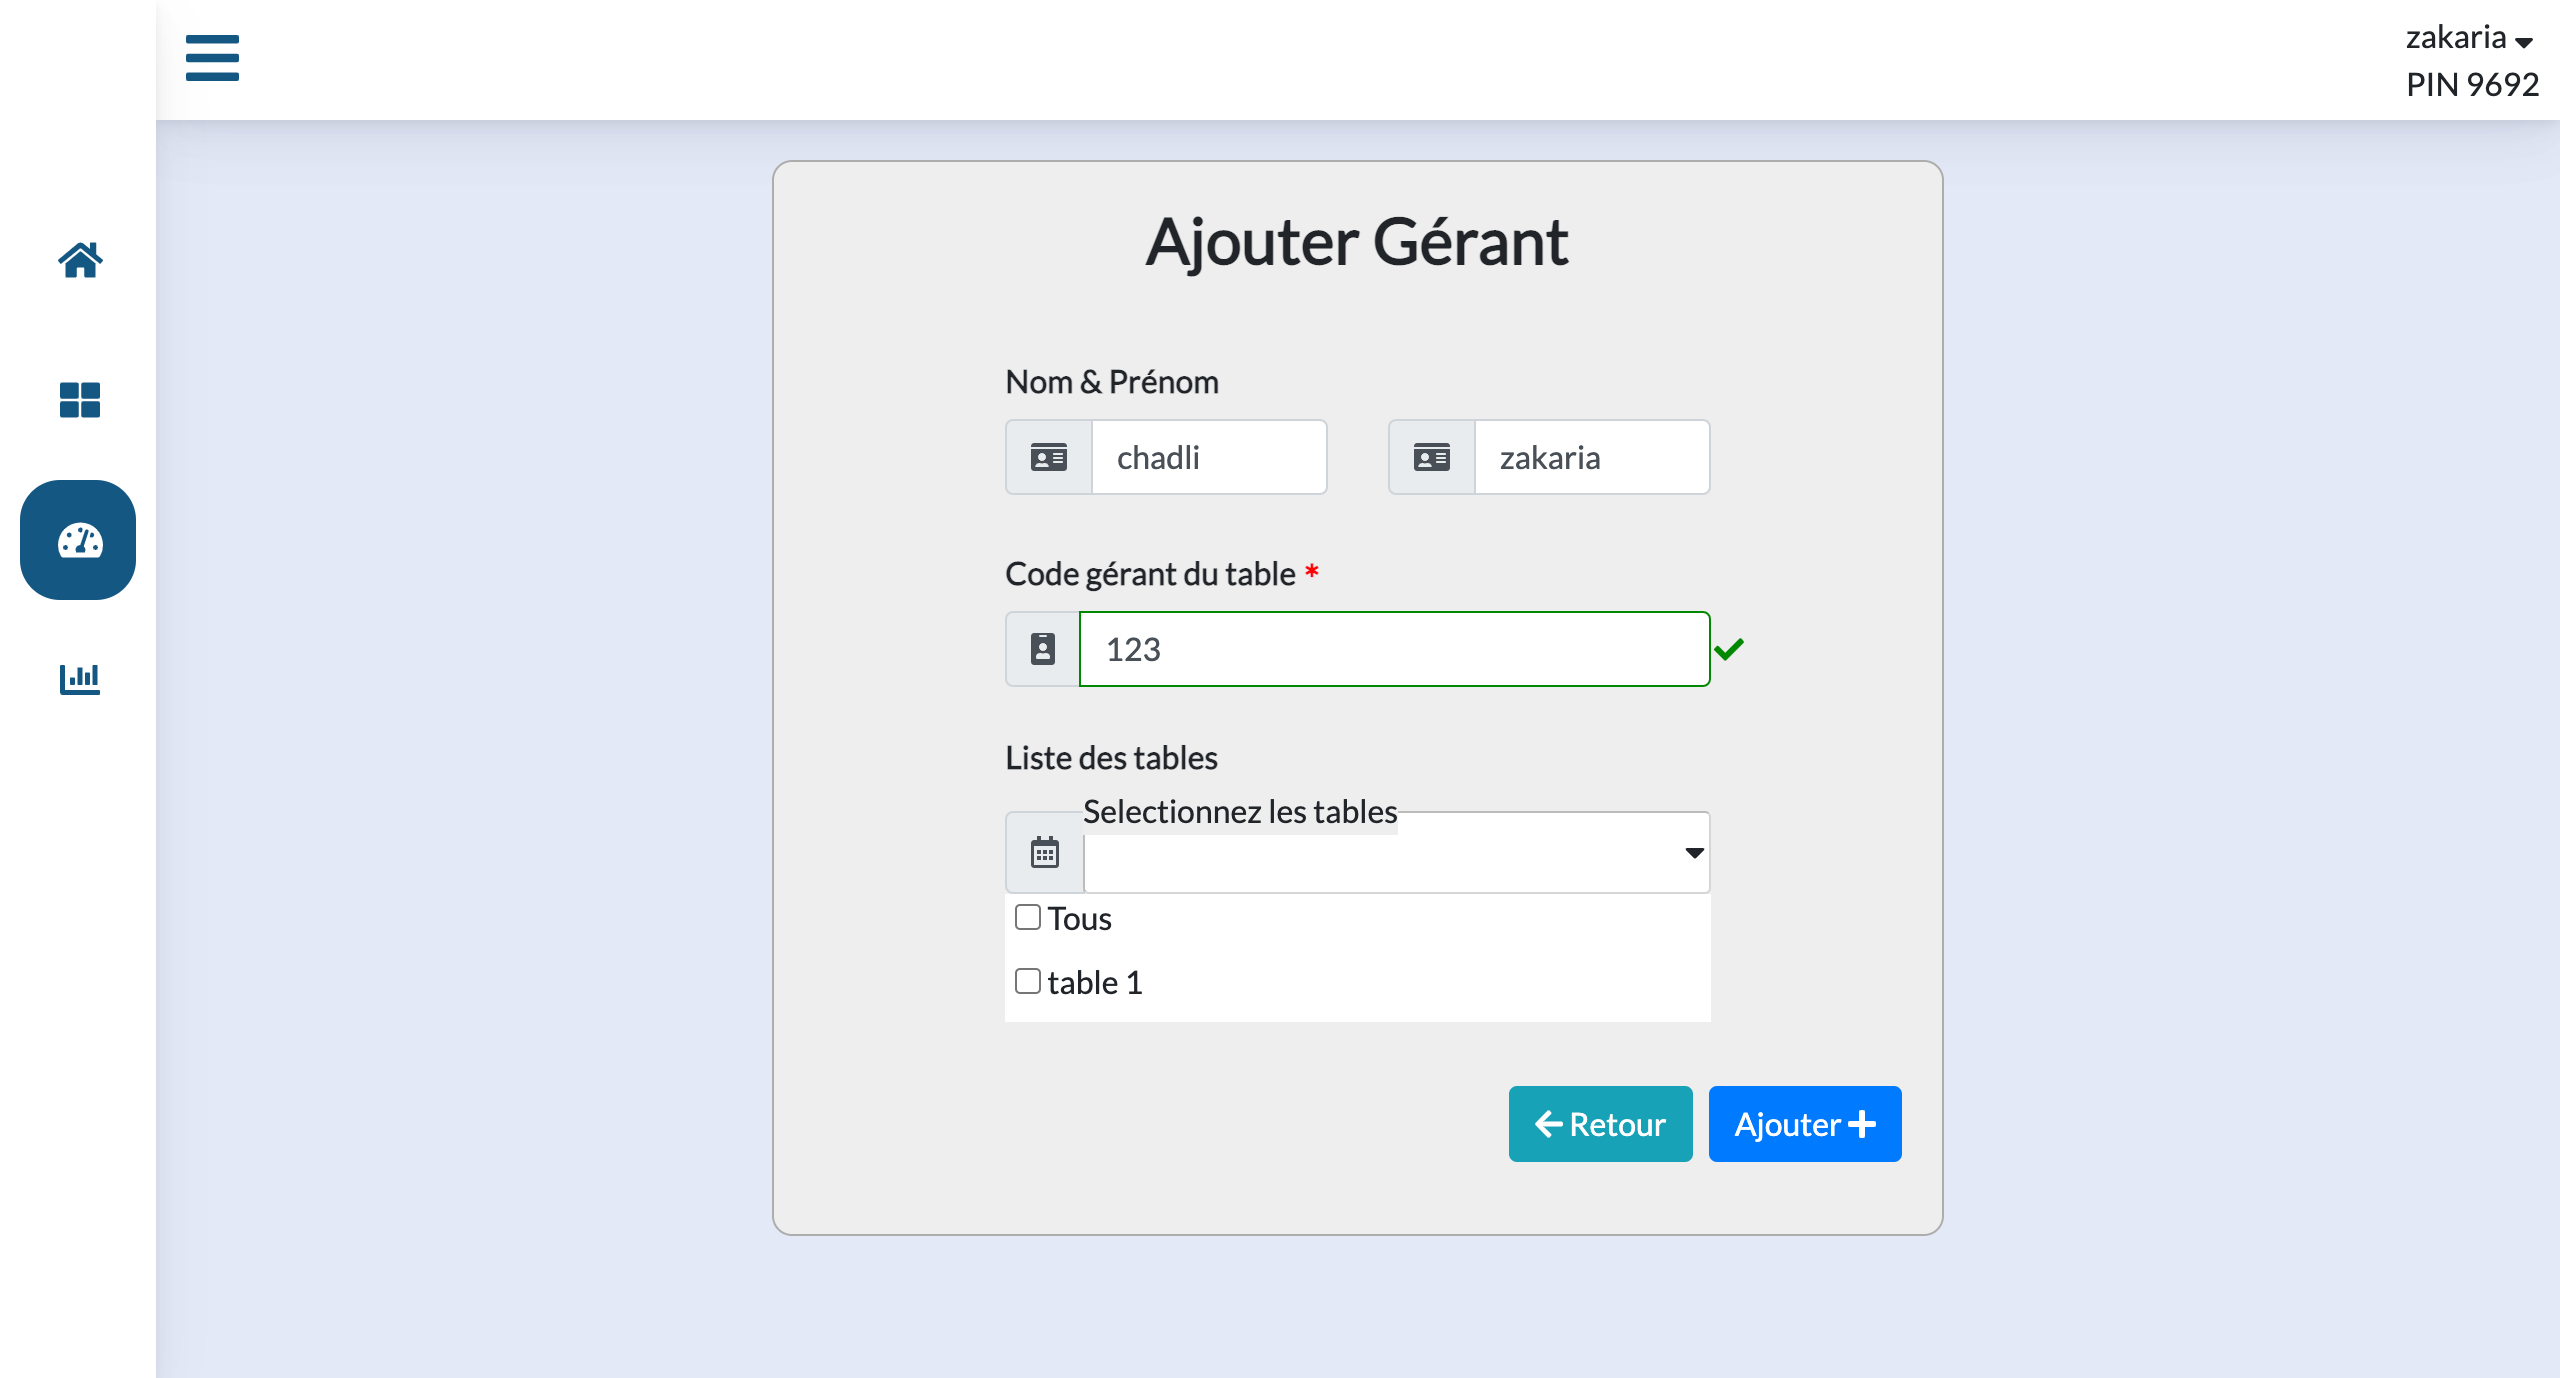 zakaria
PIN 9692
Ajouter Gérant
Nom & Prénom
chadli zakaria
Code gérant du table *
123
Liste des tables
Selectionnez les tables
Tous
table 1
Retour Ajouter